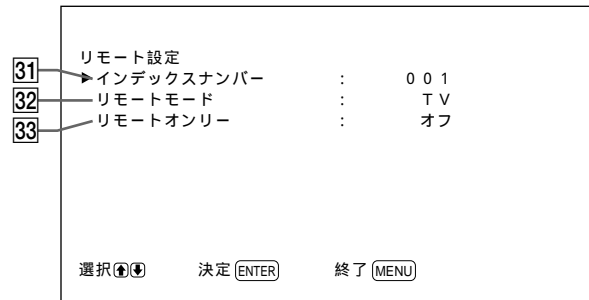 リモート設定
31 ▶インデックスナンバー : 001
32 リモートモード : TV
33 リモートオンリー : オフ
選択 ↑ ↓ 決定 ENTER 終了 MENU